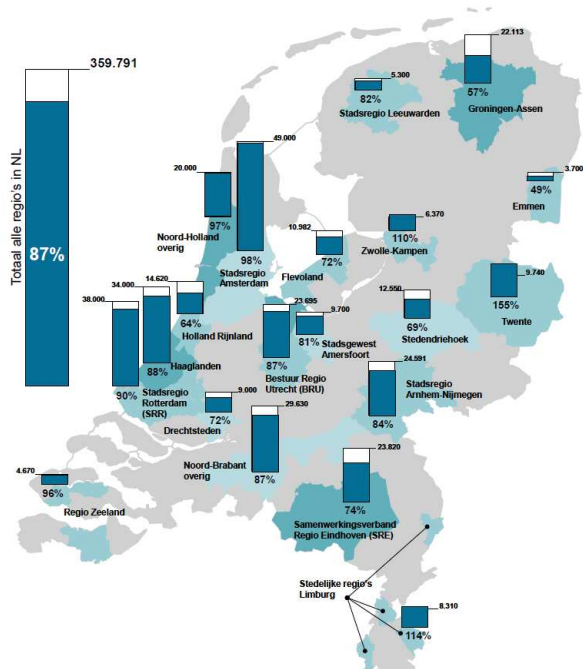 359.791
Totaal alle regio's in NL
87%
22.113
57%
Groningen-Assen
5.300
82%
Stadsregio Leeuwarden
3.700
49%
Emmen
49.000
98%
Stadsregio
Amsterdam
20.000
97%
Noord-Holland
overig
10.982
72%
Flevoland
6.370
110%
Zwolle-Kampen
9.740
155%
Twente
12.550
69%
Stedendriehoek
14.620
64%
Holland Rijnland
34.000
88%
Haaglanden
38.000
90%
Stadsregio
Rotterdam
(SRR)
23.695
87%
Bestuur Regio
Utrecht (BRU)
9.700
81%
Stadsgewest
Amersfoort
24.591
84%
Stadsregio
Arnhem-Nijmegen
9.000
72%
Drechtsteden
29.630
87%
Noord-Brabant
overig
23.820
74%
Samenwerkingsverband
Regio Eindhoven (SRE)
4.670
96%
Regio Zeeland
Stedelijke regio's
Limburg
8.310
114%